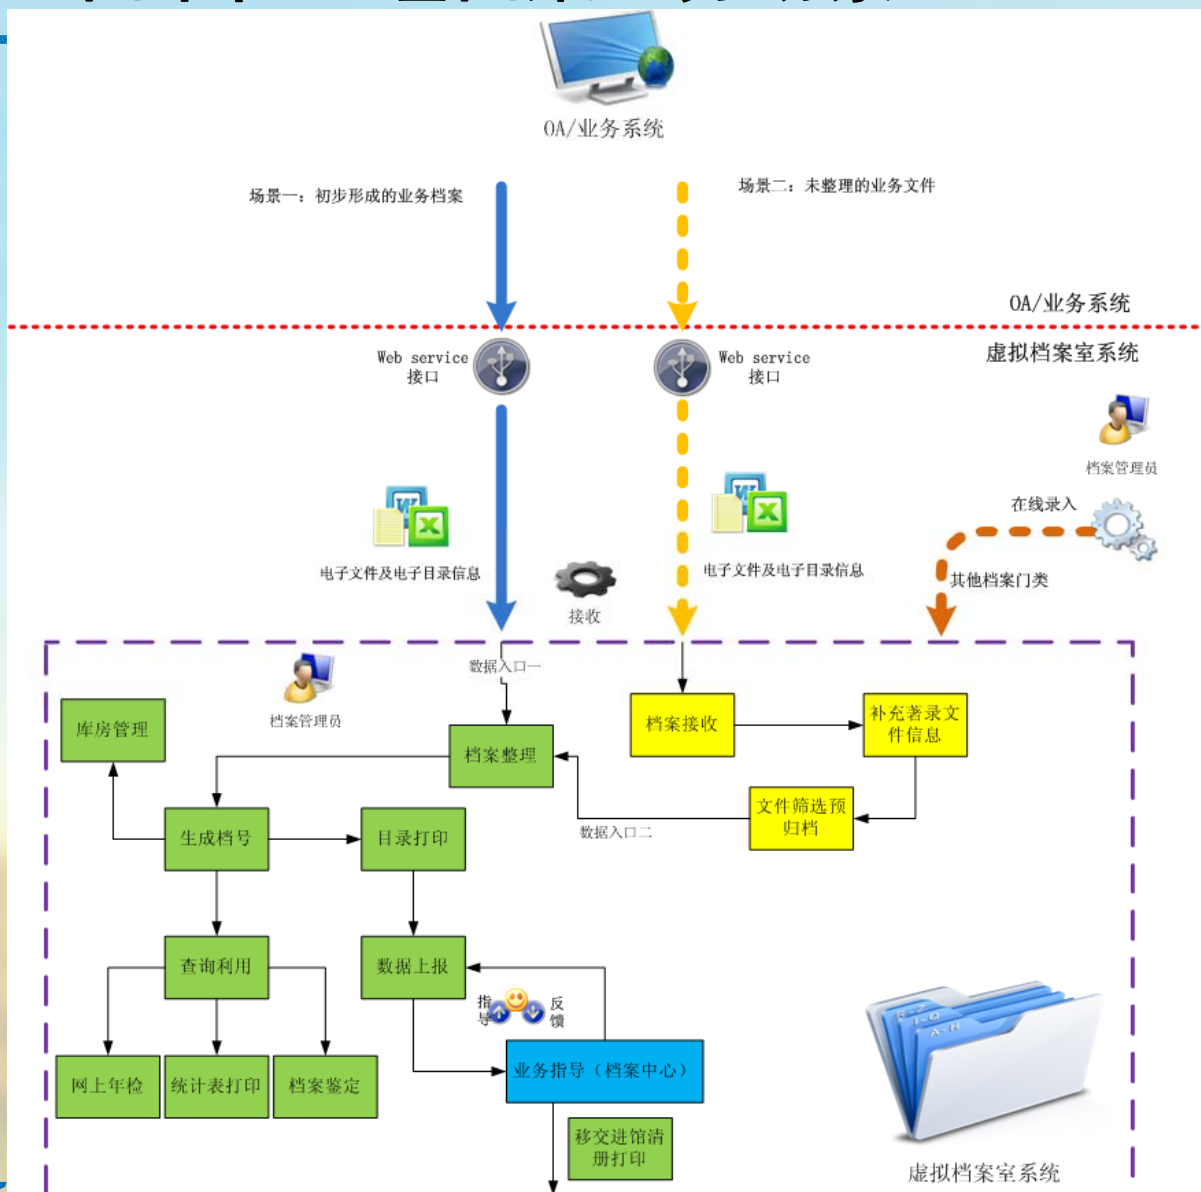 OA/业务系统
场景一：初步形成的业务档案
场景二：未整理的业务文件
OA/业务系统
虚拟档案室系统
Web service
接口
Web service
接口
档案管理员
在线录入
其他档案门类
电子文件及电子目录信息
电子文件及电子目录信息
接收
数据入口一
档案管理员
库房管理
档案整理
档案接收
补充著录文
件信息
文件筛选预
归档
数据入口二
生成档号
目录打印
查询利用
数据上报
指导
反馈
网上年检
统计表打印
档案鉴定
业务指导（档案中心）
移交进馆清
册打印
R-Z
I-Q
A-H
虚拟档案室系统